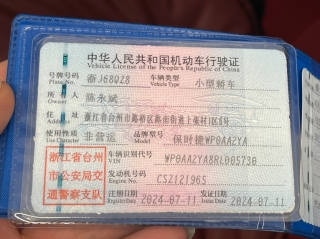 中华人民共和国机动车行驶证
Vehicle License of the People's Republic of China
号牌号码 浙J68QZ8 车辆类型 小型轿车
Plate No. Vehicle Type
所有人 陈永斌
Owner
住址 浙江省台州市路桥区路南街道上蔡村1区6号
Address
使用性质 非营运 品牌型号 保时捷WP0AA2YA
Use Character Model
浙江省台州市公安局交通警察支队
车辆识别代号 WP0AA2YA8RL005730
VIN
发动机号码 CSZ121965
Engine No.
注册日期 2024-07-11 发证日期 2024-07-11
Register Date Issue Date